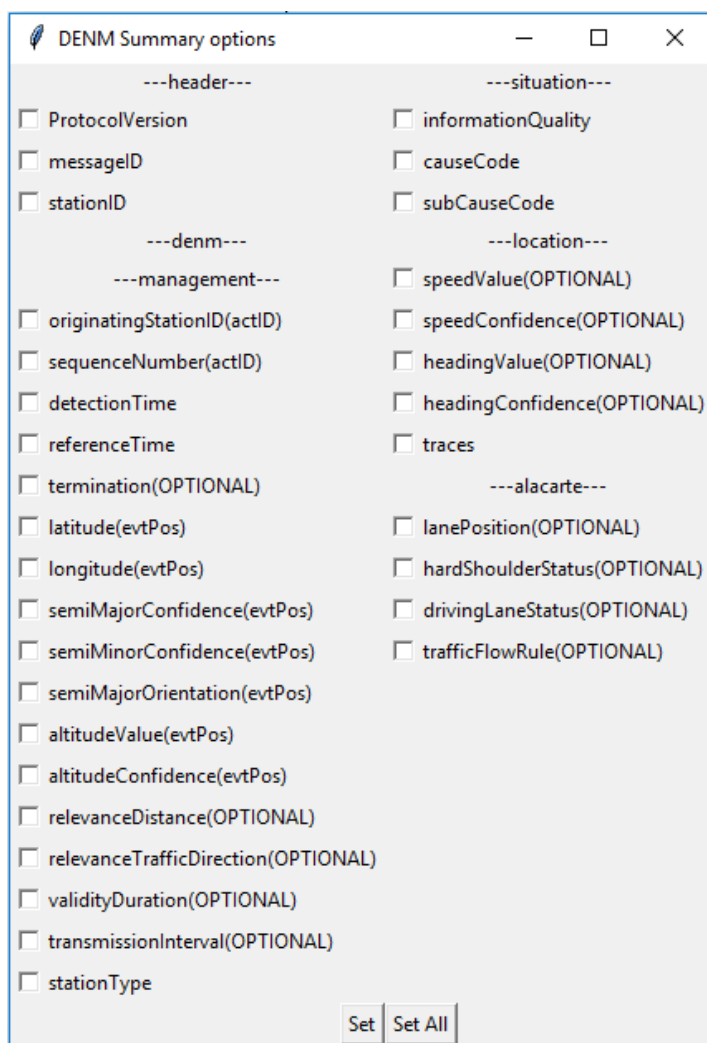 DENM Summary options
---header---
ProtocolVersion
messageID
stationID
---denm---
---management---
originatingStationID(actID)
sequenceNumber(actID)
detectionTime
referenceTime
termination(OPTIONAL)
latitude(evtPos)
longitude(evtPos)
semiMajorConfidence(evtPos)
semiMinorConfidence(evtPos)
semiMajorOrientation(evtPos)
altitudeValue(evtPos)
altitudeConfidence(evtPos)
relevanceDistance(OPTIONAL)
relevanceTrafficDirection(OPTIONAL)
validityDuration(OPTIONAL)
transmissionInterval(OPTIONAL)
stationType
---situation---
informationQuality
causeCode
subCauseCode
---location---
speedValue(OPTIONAL)
speedConfidence(OPTIONAL)
headingValue(OPTIONAL)
headingConfidence(OPTIONAL)
traces
---alacarte---
lanePosition(OPTIONAL)
hardShoulderStatus(OPTIONAL)
drivingLaneStatus(OPTIONAL)
trafficFlowRule(OPTIONAL)
Set Set All